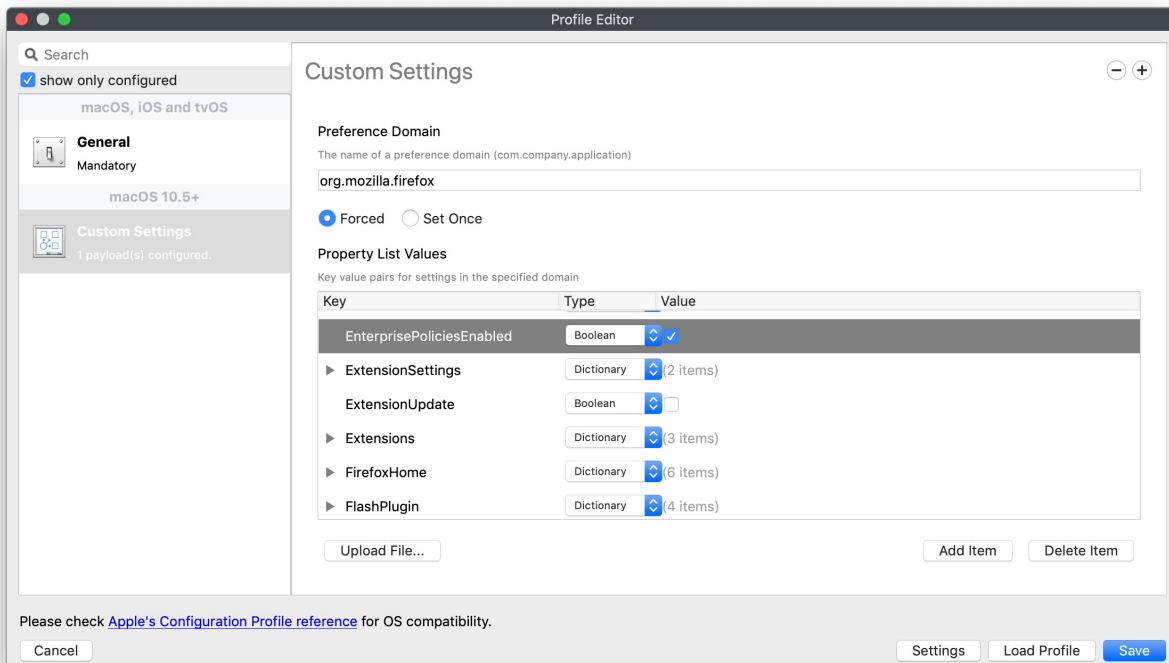 Profile Editor
Search
show only configured
macOS, iOS and tvOS
General
Mandatory
macOS 10.5+
Custom Settings
1 payload(s) configured.
Custom Settings
Preference Domain
The name of a preference domain (com.company.application)
org.mozilla.firefox
Forced Set Once
Property List Values
Key value pairs for settings in the specified domain
Key Type Value
EnterprisePoliciesEnabled Boolean
ExtensionSettings Dictionary (2 items)
ExtensionUpdate Boolean
Extensions Dictionary (3 items)
FirefoxHome Dictionary (6 items)
FlashPlugin Dictionary (4 items)
Upload File... Add Item Delete Item
Please check Apple's Configuration Profile reference for OS compatibility.
Cancel Settings Load Profile Save